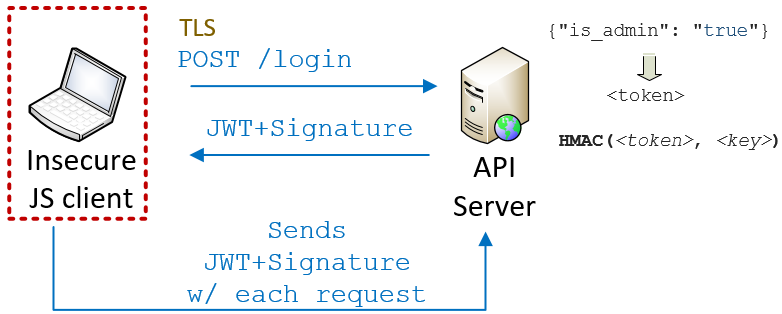 TLS
POST /login
JWT+Signature
Insecure
JS client
API
Server
{"is_admin": "true"}
<token>
HMAC(<token>, <key>)
Sends
JWT+Signature
w/ each request